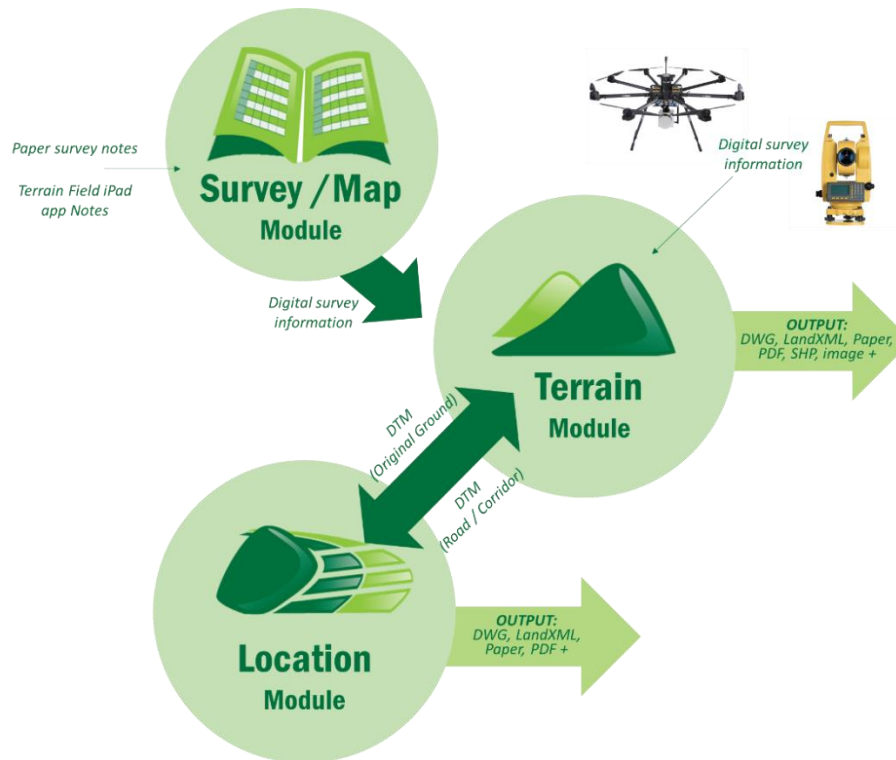 Paper survey notes
Terrain Field iPad
app Notes
Survey / Map
Module
Digital survey
information
Digital survey
information
Terrain
Module
OUTPUT:
DWG, LandXML, Paper,
PDF, SHP, image +
DTM
(Original Ground)
DTM
(Road / Corridor)
Location
Module
OUTPUT:
DWG, LandXML,
Paper, PDF +